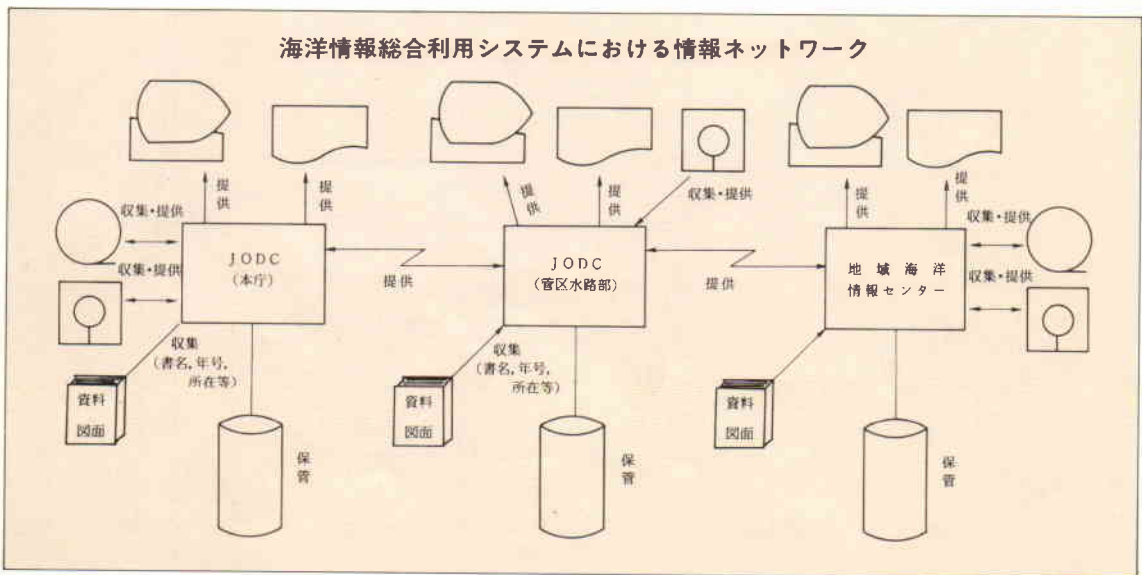 海洋情報総合利用システムにおける情報ネットワーク
提供
提供
提供
提供
収集・提供
提供
提供
収集・提供
収集・提供
JODC
(本庁)
提供
JODC
(管区水路部)
提供
地域海洋
情報センター
収集・提供
収集・提供
収集
(書名,年号,
所在等)
収集
(書名,年号,
所在等)
資料
図面
資料
図面
資料
図面
保管
保管
保管